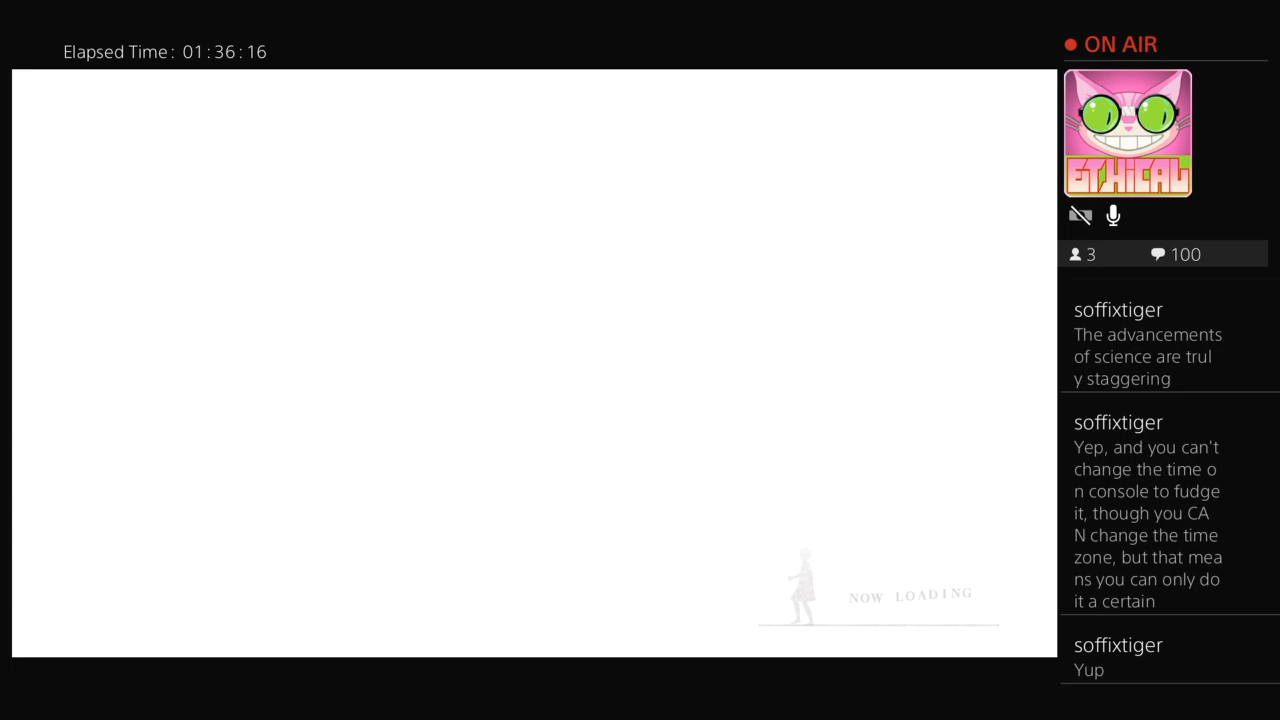 Elapsed Time: 01:36:16
ON AIR
ETHICAL
3 100
soffixtiger
The advancements
of science are trul
y staggering
soffixtiger
Yep, and you can't
change the time o
n console to fudge
it, though you CA
N change the time
zone, but that mea
ns you can only do
it a certain
soffixtiger
Yup
NOW LOADING